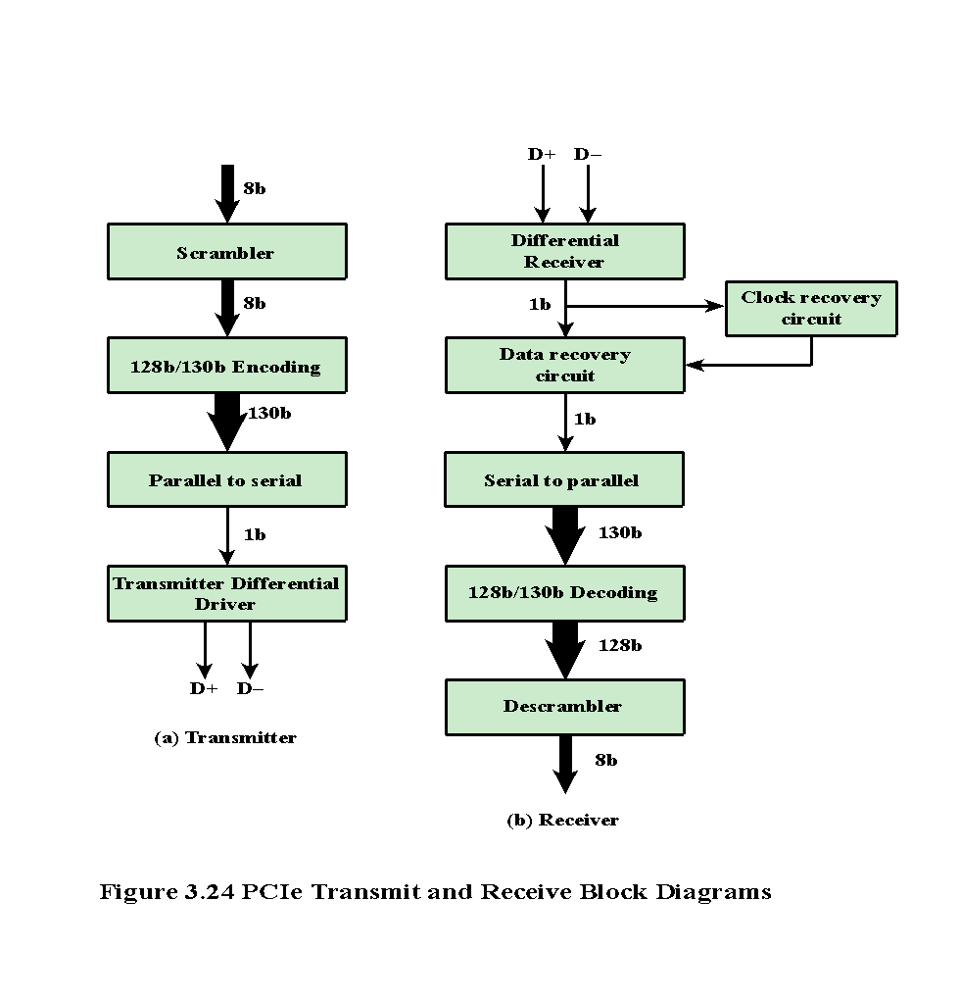 8b
Scrambler
8b
128b/130b Encoding
130b
Parallel to serial
1b
Transmitter Differential
Driver
D+ D−
(a) Transmitter
D+ D−
Differential
Receiver
1b
Clock recovery
circuit
Data recovery
circuit
1b
Serial to parallel
130b
128b/130b Decoding
128b
Descrambler
8b
(b) Receiver
Figure 3.24 PCIe Transmit and Receive Block Diagrams